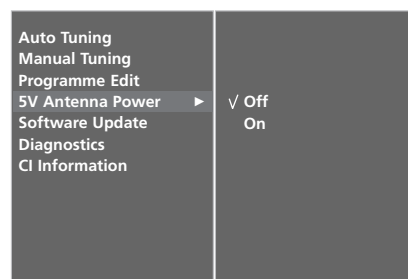 Auto Tuning
Manual Tuning
Programme Edit
5V Antenna Power ►
Software Update
Diagnostics
CI Information
√ Off
On